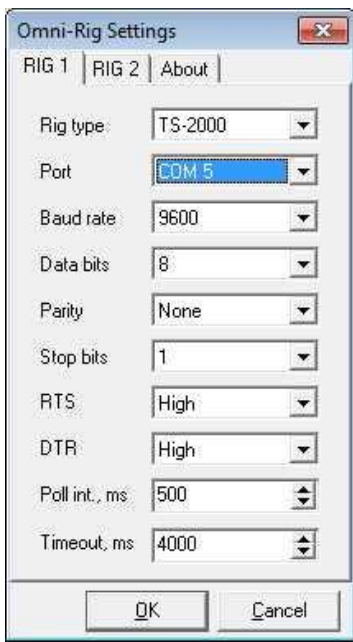 Omni-Rig Settings
RIG 1 RIG 2 About
Rig type TS-2000
Port COM 5
Baud rate 9600
Data bits 8
Parity None
Stop bits 1
RTS High
DTR High
Poll int., ms 500
Timeout, ms 4000
OK Cancel